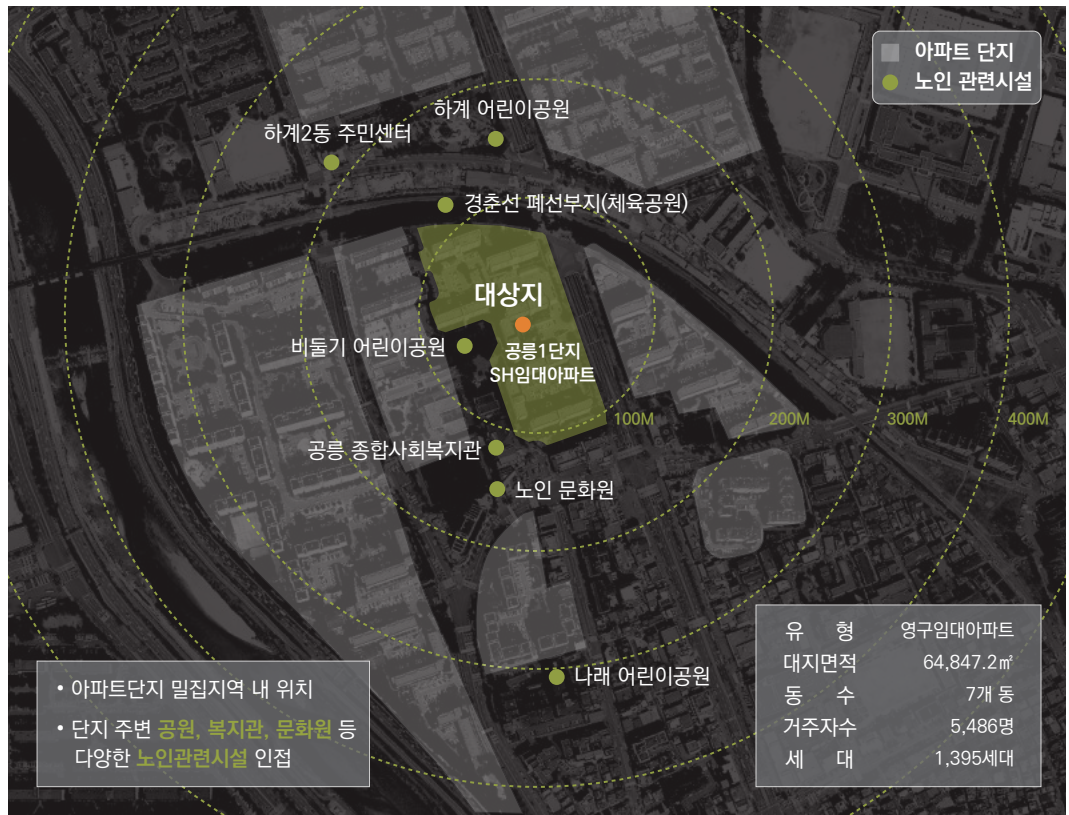 아파트 단지
노인 관련시설
하계 어린이공원
하계2동 주민센터
경춘선 폐선부지(체육공원)
대상지
비둘기 어린이공원
공릉1단지
SH임대아파트
100M
200M
300M
400M
공릉 종합사회복지관
노인 문화원
나래 어린이공원
• 아파트단지 밀집지역 내 위치
• 단지 주변 공원, 복지관, 문화원 등
다양한 노인관련시설 인접
유 형 영구임대아파트
대지면적 64,847.2㎡
동 수 7개 동
거주자수 5,486명
세 대 1,395세대